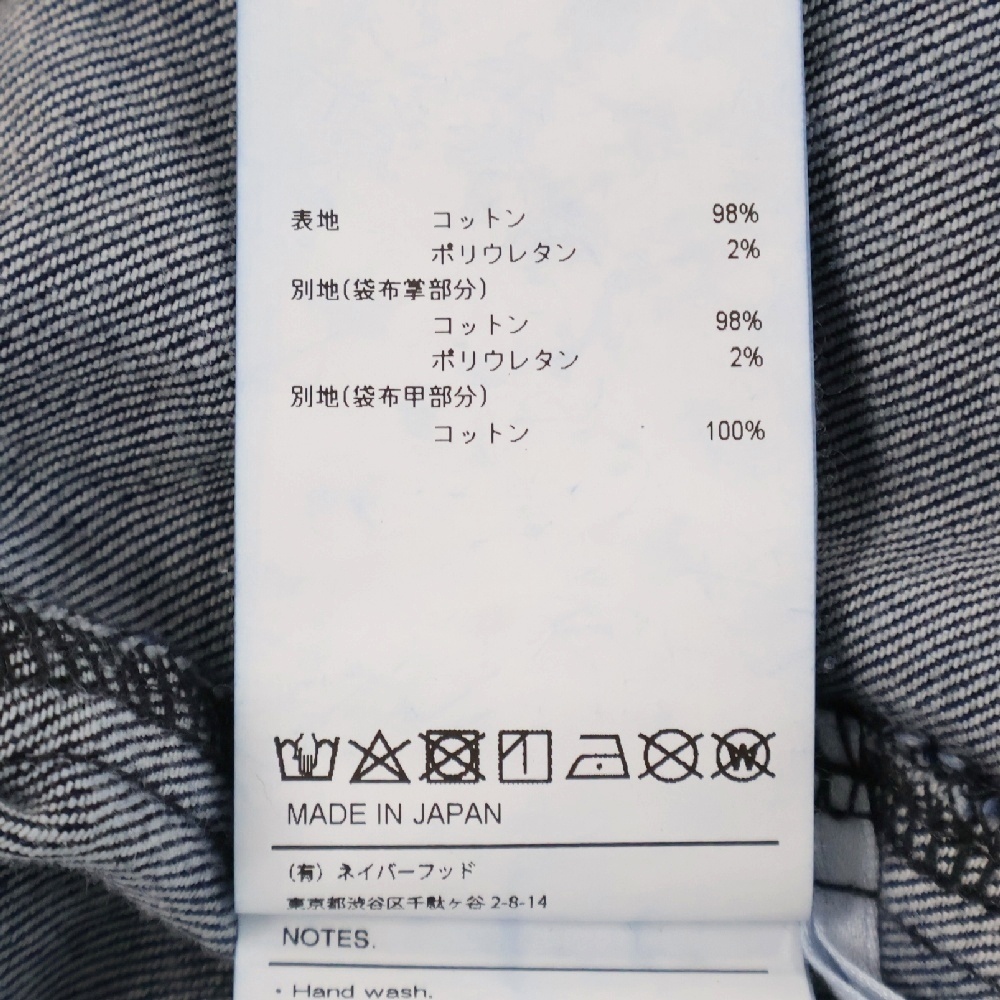 表地 コットン 98%
ポリウレタン 2%
別地(袋布掌部分)
コットン 98%
ポリウレタン 2%
別地(袋布甲部分)
コットン 100%
W
MADE IN JAPAN
(有) ネイバーフッド
東京都渋谷区千駄ヶ谷 2-8-14
NOTES.
・Hand wash.